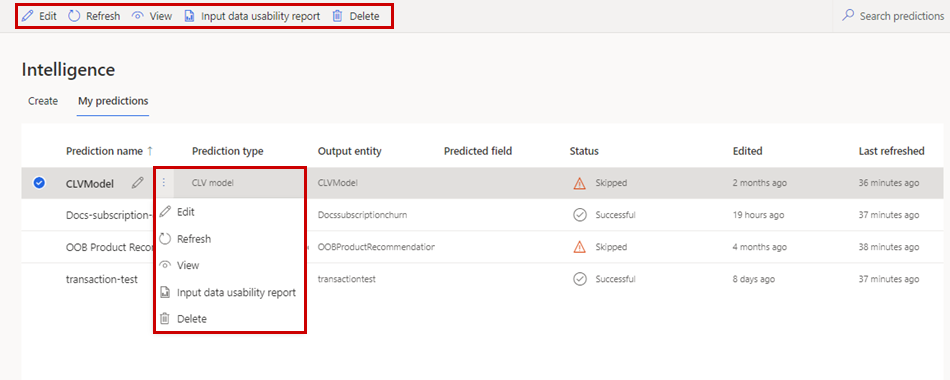 Edit Refresh View Input data usability report Delete Search predictions
Intelligence
Create My predictions
Prediction name ↑ Prediction type Output entity Predicted field Status Edited Last refreshed
CLVModel CLV model CLVModel Skipped 2 months ago 36 minutes ago
Edit
Docs-subscription- Docssubscriptionchurn Successful 19 hours ago 37 minutes ago
Refresh
OOB Product Recon OOBProductRecommendation Skipped 4 months ago 38 minutes ago
View
transaction-test transactiontest Successful 8 days ago 37 minutes ago
Input data usability report
Delete